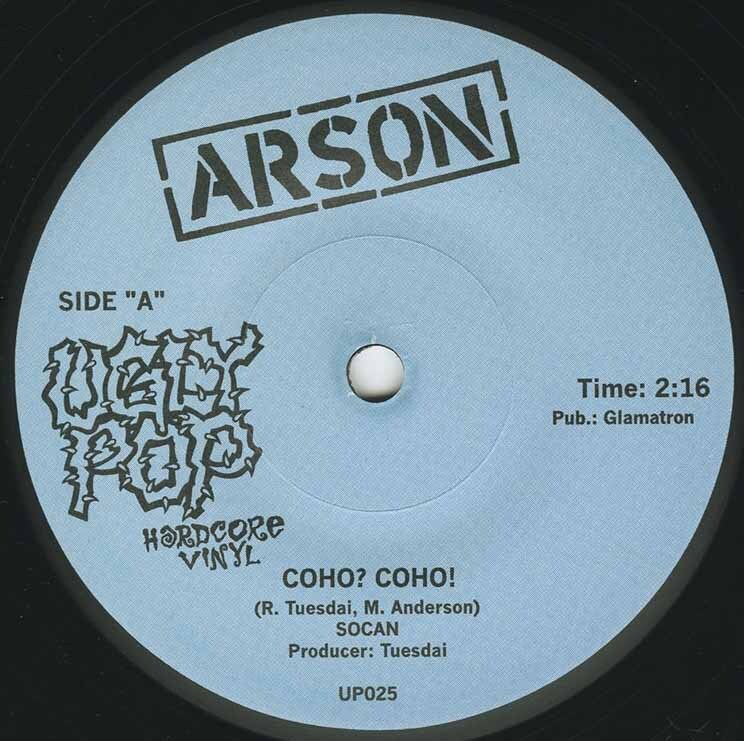 ARSON
SIDE "A"
UGLY
POP
HARDCORE
VINYL
Time: 2:16
Pub.: Glamatron
COHO? COHO!
(R. Tuesdai, M. Anderson)
SOCAN
Producer: Tuesdai
UP025